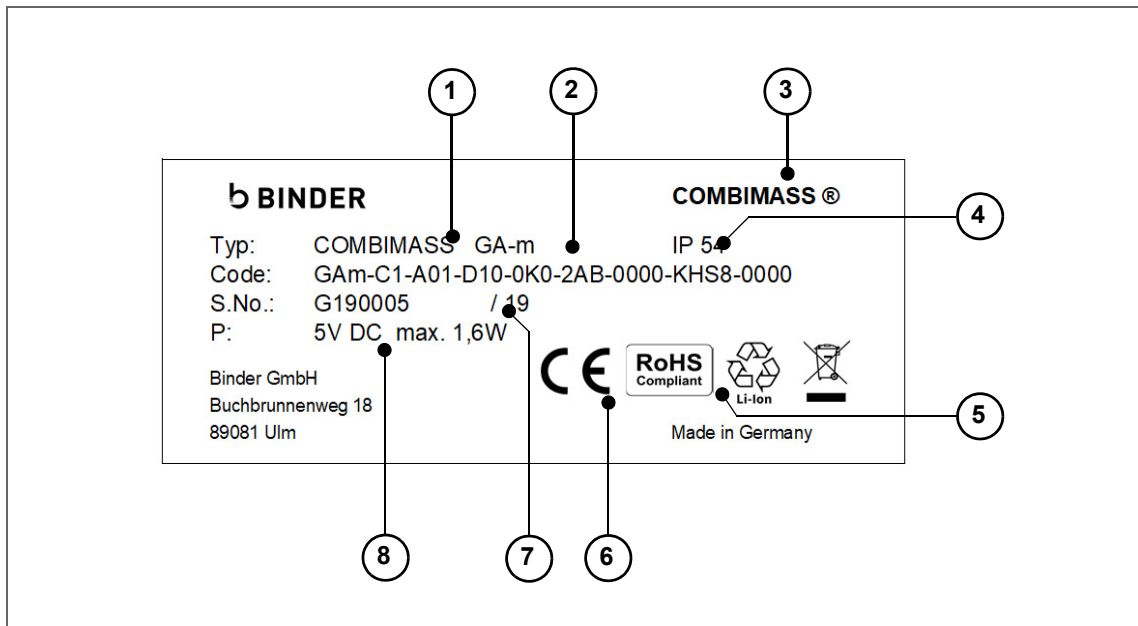 1 2 3
BINDER COMBIMASS ®
4
Typ: COMBIMASS GA-m IP 54
Code: GAm-C1-A01-D10-0K0-2AB-0000-KHS8-0000
S.No.: G190005 / 19
P: 5V DC max. 1,6W
CE RoHS
Compliant
Li-Ion
Binder GmbH
Buchbrunnenweg 18
89081 Ulm
Made in Germany
5
8 7 6